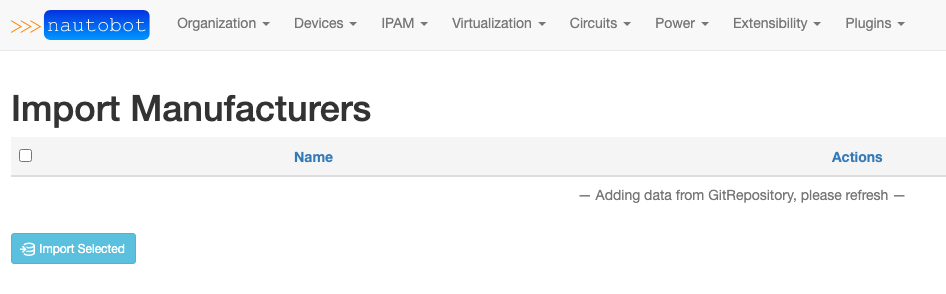 >>> nautobot Organization Devices IPAM Virtualization Circuits Power Extensibility Plugins
Import Manufacturers
Name Actions
— Adding data from GitRepository, please refresh —
Import Selected